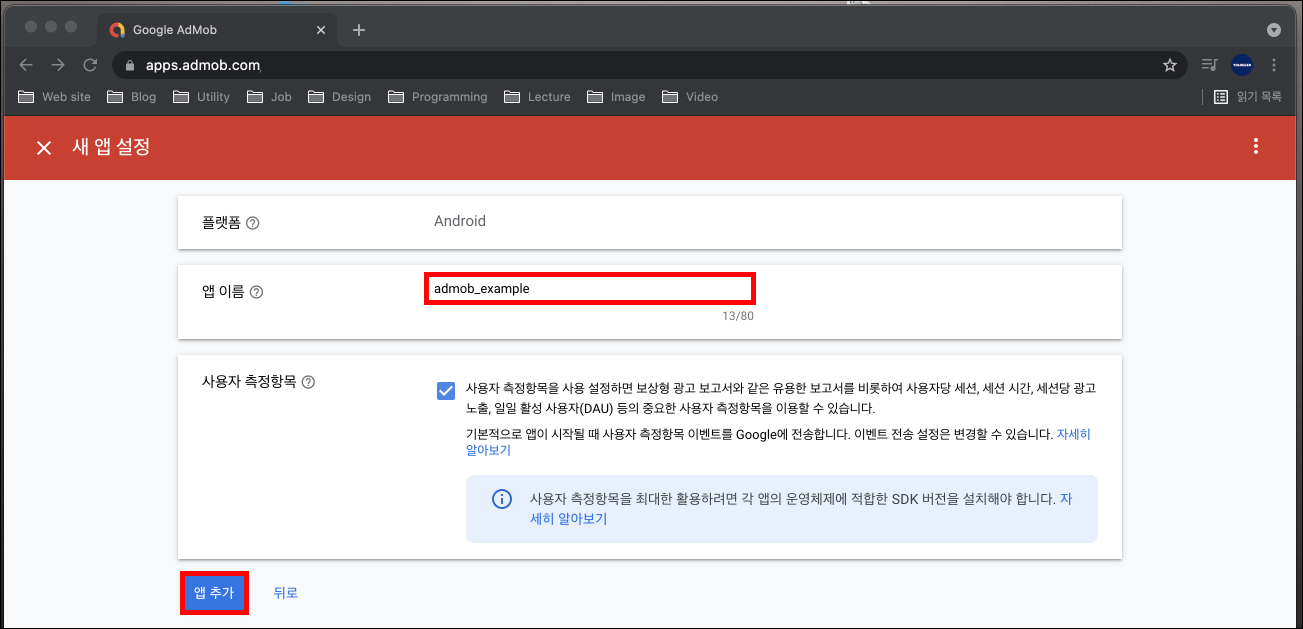 Google AdMob
apps.admob.com
Web site Blog Utility Job Design Programming Lecture Image Video 읽기 목록
새 앱 설정
플랫폼 Android
앱 이름 admob_example
13/80
사용자 측정항목
사용자 측정항목을 사용 설정하면 보상형 광고 보고서와 같은 유용한 보고서를 비롯하여 사용자당 세션, 세션 시간, 세션당 광고
노출, 일일 활성 사용자(DAU) 등의 중요한 사용자 측정항목을 이용할 수 있습니다.
기본적으로 앱이 시작될 때 사용자 측정항목 이벤트를 Google에 전송합니다. 이벤트 전송 설정은 변경할 수 있습니다. 자세히
알아보기
사용자 측정항목을 최대한 활용하려면 각 앱의 운영체제에 적합한 SDK 버전을 설치해야 합니다. 자
세히 알아보기
앱 추가 뒤로